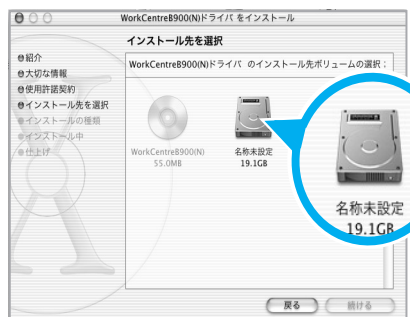 WorkCentreB900(N)ドライバ をインストール
インストール先を選択
紹介
大切な情報
使用許諾契約
インストール先を選択
インストールの種類
インストール中
仕上げ
WorkCentreB900(N)ドライバ のインストール先ボリュームの選択：
WorkCentreB900(N)
55.0MB
名称未設定
19.1GB
名称未設定
19.1GB
戻る
続ける